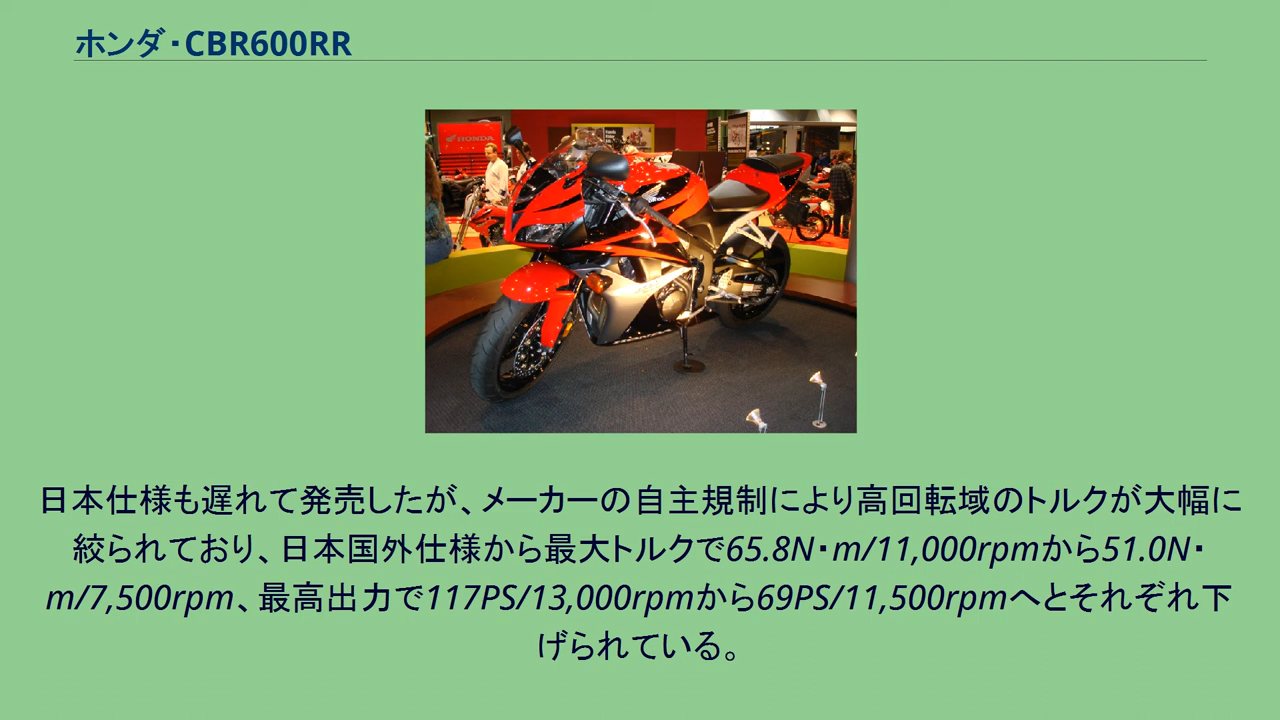 ホンダ・CBR600RR
HONDA
日本仕様も遅れて発売したが、メーカーの自主規制により高回転域のトルクが大幅に
絞られており、日本国外仕様から最大トルクで65.8N・m/11,000rpmから51.0N・
m/7,500rpm、最高出力で117PS/13,000rpmから69PS/11,500rpmへとそれぞれ下
げられている。